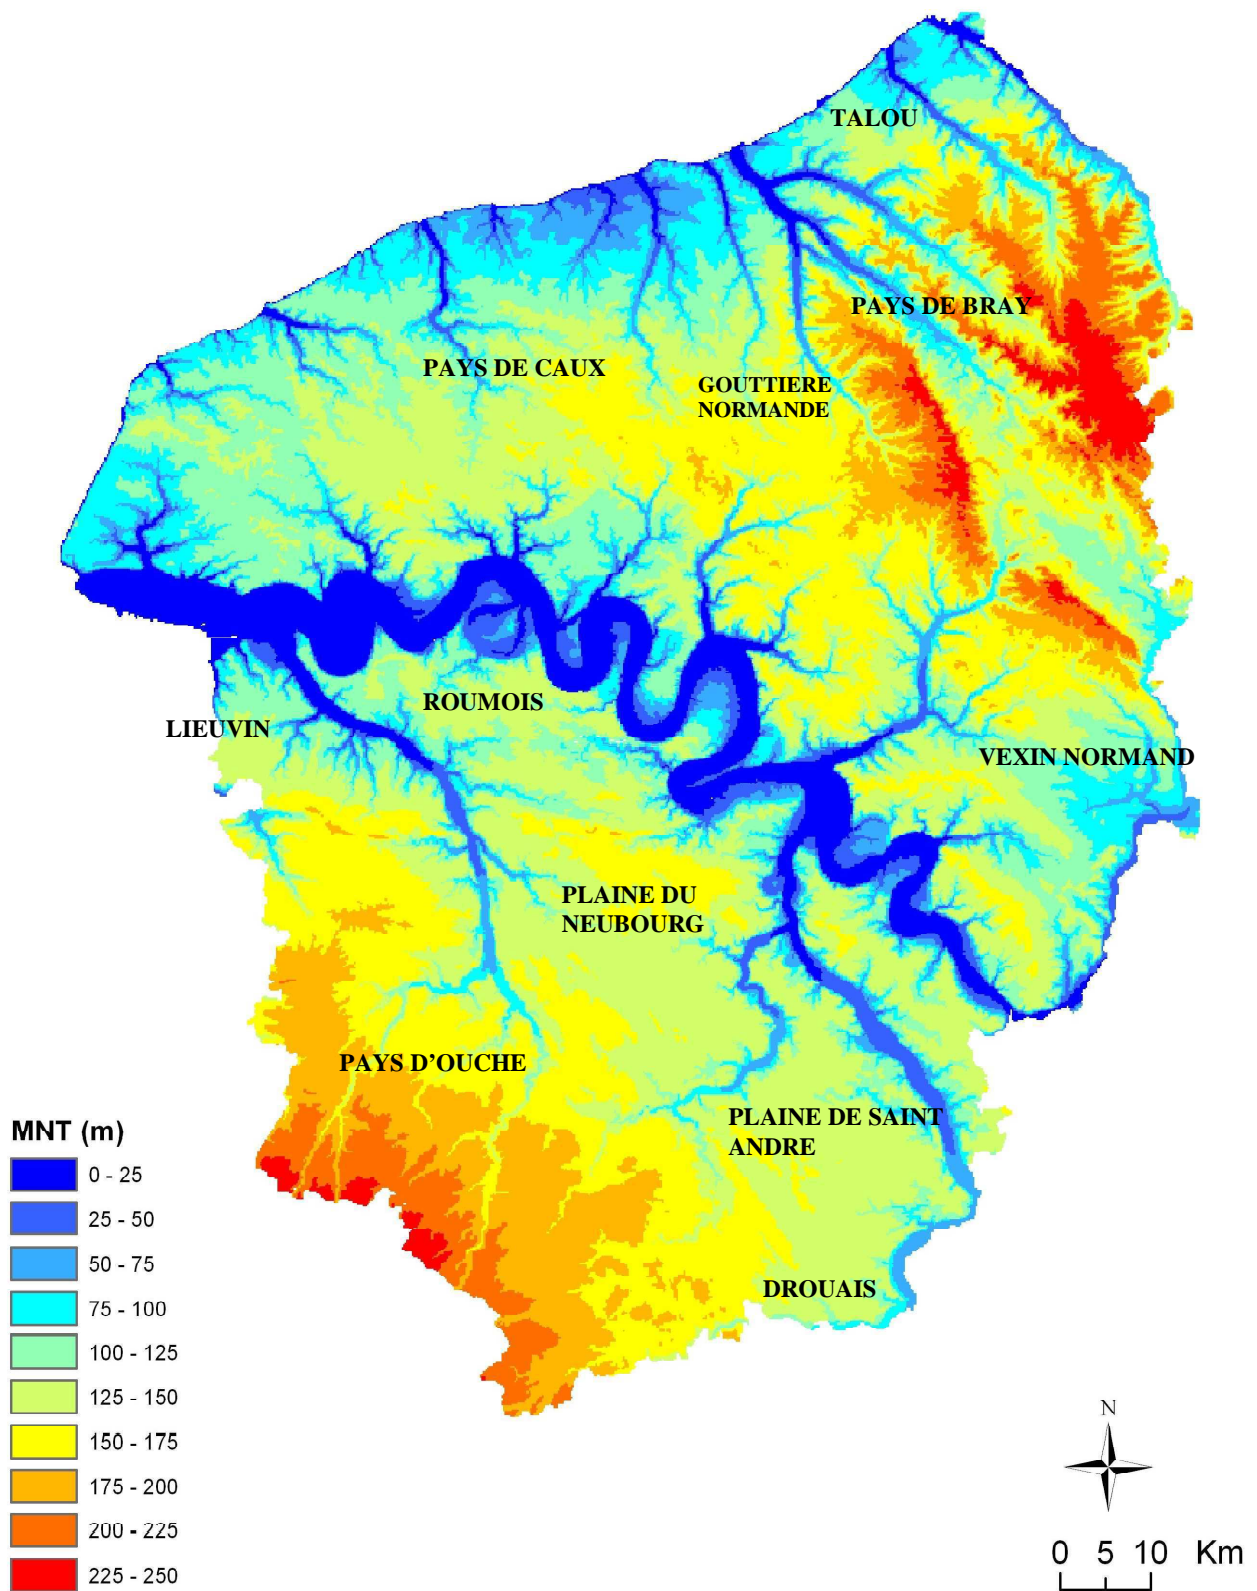 TALOU
PAYS DE BRAY
PAYS DE CAUX
GOUTTIERE
NORMANDE
ROUMOIS
LIEUVIN
VEXIN NORMAND
PLAINE DU
NEUBOURG
PAYS D’OUCHE
PLAINE DE SAINT
ANDRE
DROUAIS
MNT (m)
0 - 25
25 - 50
50 - 75
75 - 100
100 - 125
125 - 150
150 - 175
175 - 200
200 - 225
225 - 250
N
0 5 10 Km